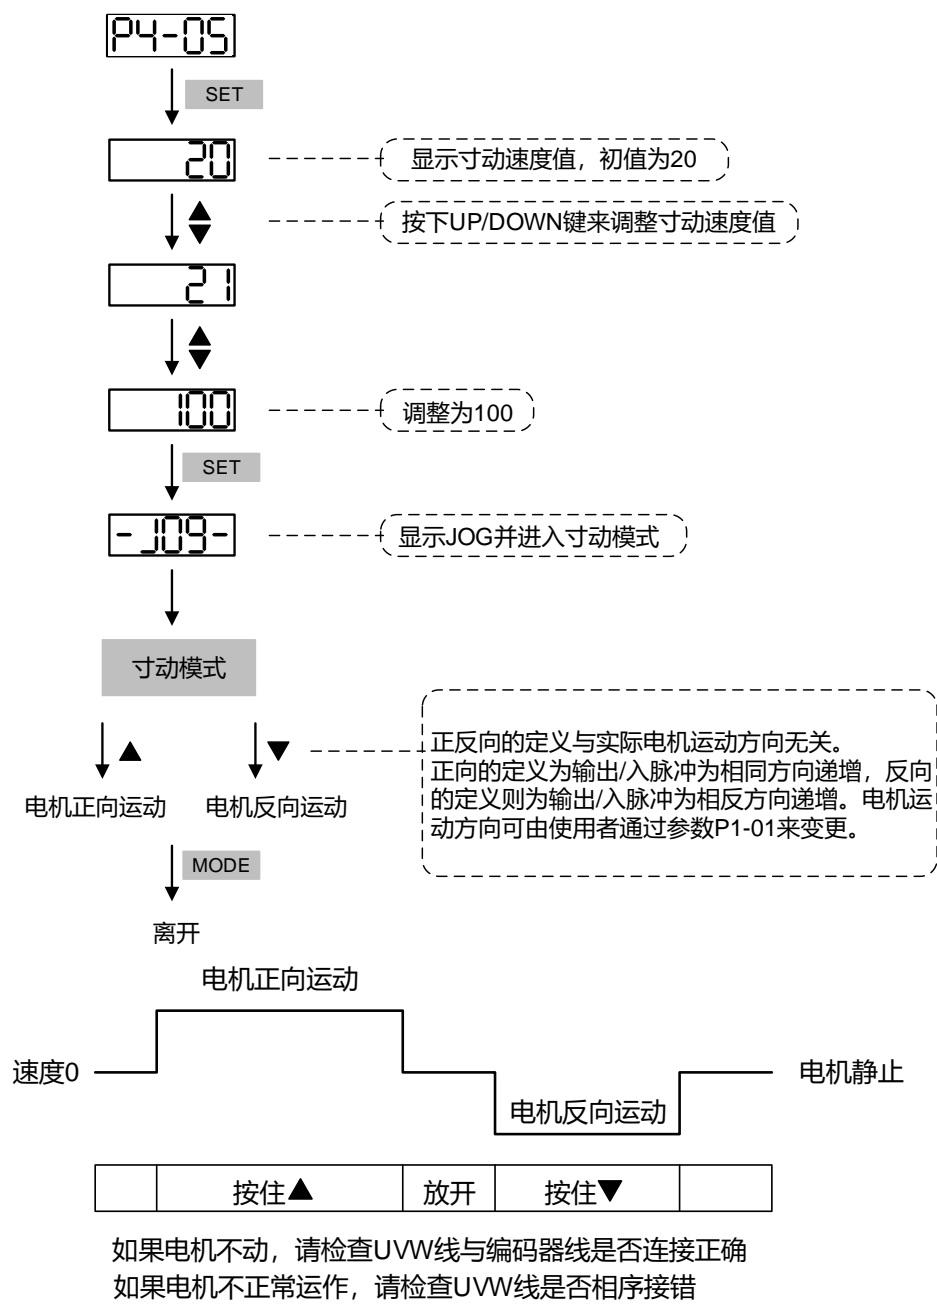 P4-05
SET
20
显示寸动速度值，初值为20
按下UP/DOWN键来调整寸动速度值
21
100
调整为100
SET
-JOG-
显示JOG并进入寸动模式
寸动模式
正反向的定义与实际电机运动方向无关。
正向的定义为输出/入脉冲为相同方向递增，反向
的定义则为输出/入脉冲为相反方向递增。电机运
动方向可由使用者通过参数P1-01来变更。
▲
▼
电机正向运动
电机反向运动
MODE
离开
电机正向运动
速度0
电机静止
电机反向运动
按住▲
放开
按住▼
如果电机不动，请检查UVW线与编码器线是否连接正确
如果电机不正常运作，请检查UVW线是否相序接错